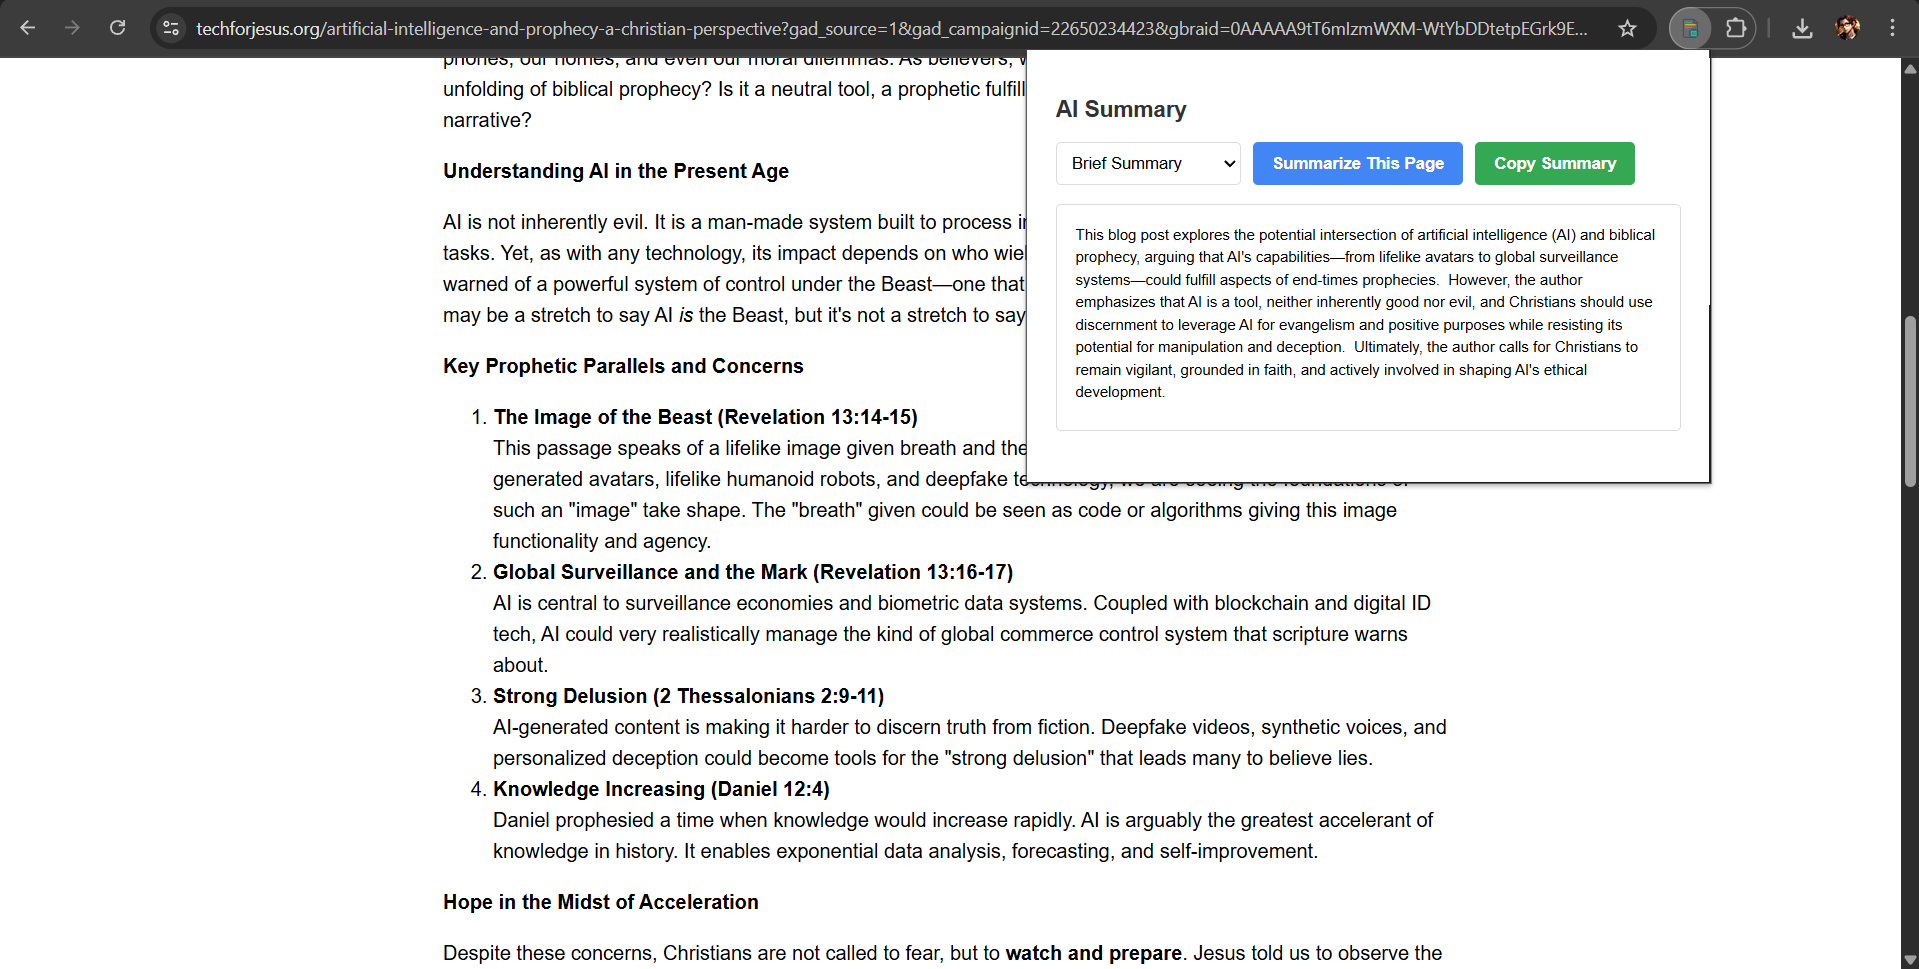 techforjesus.org/artificial-intelligence-and-prophecy-a-christian-perspective?gad_source=1&gad_campaignid=22650234423&gbraid=0AAAAA9tT6mIzmWXM-WtYbDDtetpEGrk9E...
phones, our homes, and even our moral dilemmas. As believers,
unfolding of biblical prophecy? Is it a neutral tool, a prophetic fulfill
narrative?
Understanding AI in the Present Age
AI is not inherently evil. It is a man-made system built to process
tasks. Yet, as with any technology, its impact depends on who wiel
warned of a powerful system of control under the Beast—one that
may be a stretch to say AI is the Beast, but it's not a stretch to say
Key Prophetic Parallels and Concerns
1. The Image of the Beast (Revelation 13:14-15)
This passage speaks of a lifelike image given breath and the
generated avatars, lifelike humanoid robots, and deepfake technology, we are seeing the foundations of
such an "image" take shape. The "breath" given could be seen as code or algorithms giving this image
functionality and agency.
2. Global Surveillance and the Mark (Revelation 13:16-17)
AI is central to surveillance economies and biometric data systems. Coupled with blockchain and digital ID
tech, AI could very realistically manage the kind of global commerce control system that scripture warns
about.
3. Strong Delusion (2 Thessalonians 2:9-11)
AI-generated content is making it harder to discern truth from fiction. Deepfake videos, synthetic voices, and
personalized deception could become tools for the "strong delusion" that leads many to believe lies.
4. Knowledge Increasing (Daniel 12:4)
Daniel prophesied a time when knowledge would increase rapidly. AI is arguably the greatest accelerant of
knowledge in history. It enables exponential data analysis, forecasting, and self-improvement.
Hope in the Midst of Acceleration
Despite these concerns, Christians are not called to fear, but to watch and prepare. Jesus told us to observe the
AI Summary
Brief Summary
Summarize This Page
Copy Summary
This blog post explores the potential intersection of artificial intelligence (AI) and biblical
prophecy, arguing that AI's capabilities—from lifelike avatars to global surveillance
systems—could fulfill aspects of end-times prophecies. However, the author
emphasizes that AI is a tool, neither inherently good nor evil, and Christians should use
discernment to leverage AI for evangelism and positive purposes while resisting its
potential for manipulation and deception. Ultimately, the author calls for Christians to
remain vigilant, grounded in faith, and actively involved in shaping AI's ethical
development.